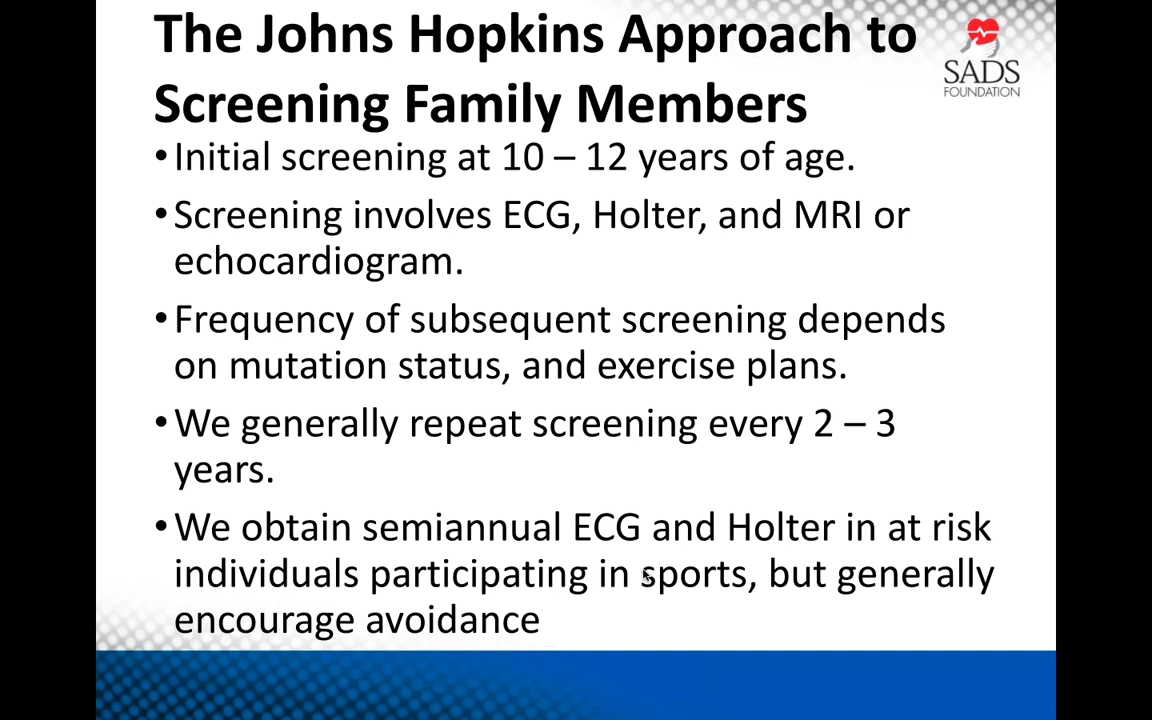 The Johns Hopkins Approach to
Screening Family Members
SADS
FOUNDATION
•Initial screening at 10 – 12 years of age.
•Screening involves ECG, Holter, and MRI or
echocardiogram.
•Frequency of subsequent screening depends
on mutation status, and exercise plans.
•We generally repeat screening every 2 – 3
years.
•We obtain semiannual ECG and Holter in at risk
individuals participating in sports, but generally
encourage avoidance